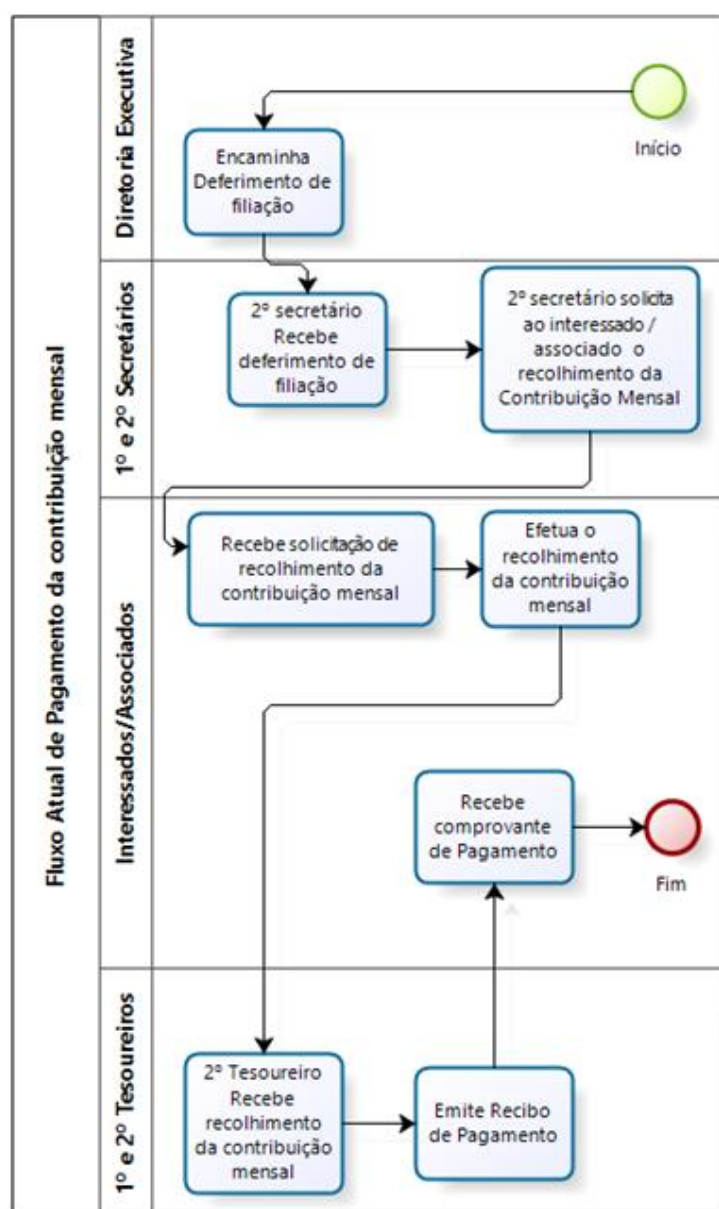 Fluxo Atual de Pagamento da contribuição mensal
Diretoria Executiva
Início
Encaminha
Deferimento de
filiação
1º e 2º Secretários
2º secretário
Recebe
deferimento de
filiação
2º secretário solicita
ao interessado /
associado o
recolhimento da
Contribuição Mensal
Interessados/Associados
Recebe solicitação de
recolhimento da
contribuição mensal
Efetua o
recolhimento
da contribuição
mensal
Recebe
comprovante
de Pagamento
Fim
1º e 2º Tesoureiros
2º Tesoureiro
Recebe
recolhimento
da contribuição
mensal
Emite Recibo
de Pagamento